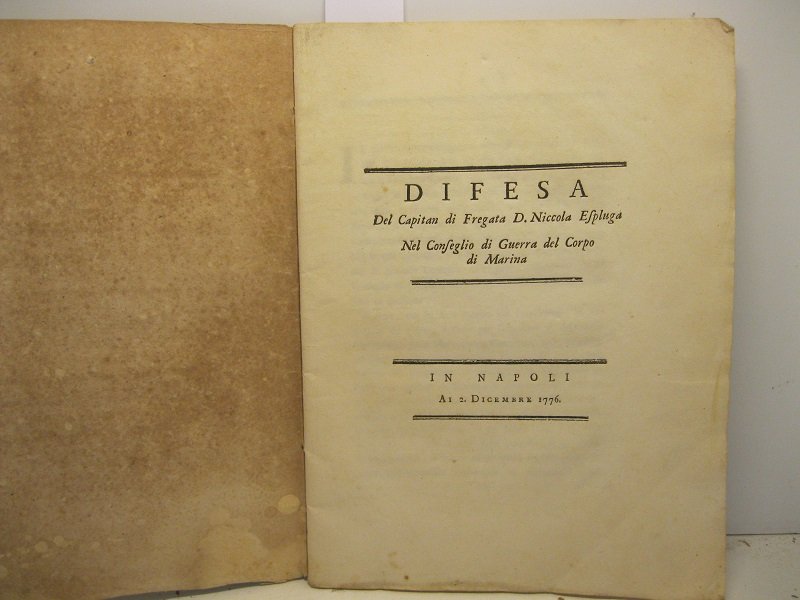 DIFESA
Del Capitan di Fregata D. Niccola Eſpluga
Nel Conſeglio di Guerra del Corpo
di Marina
IN NAPOLI
AI 2. DICEMBRE 1776.